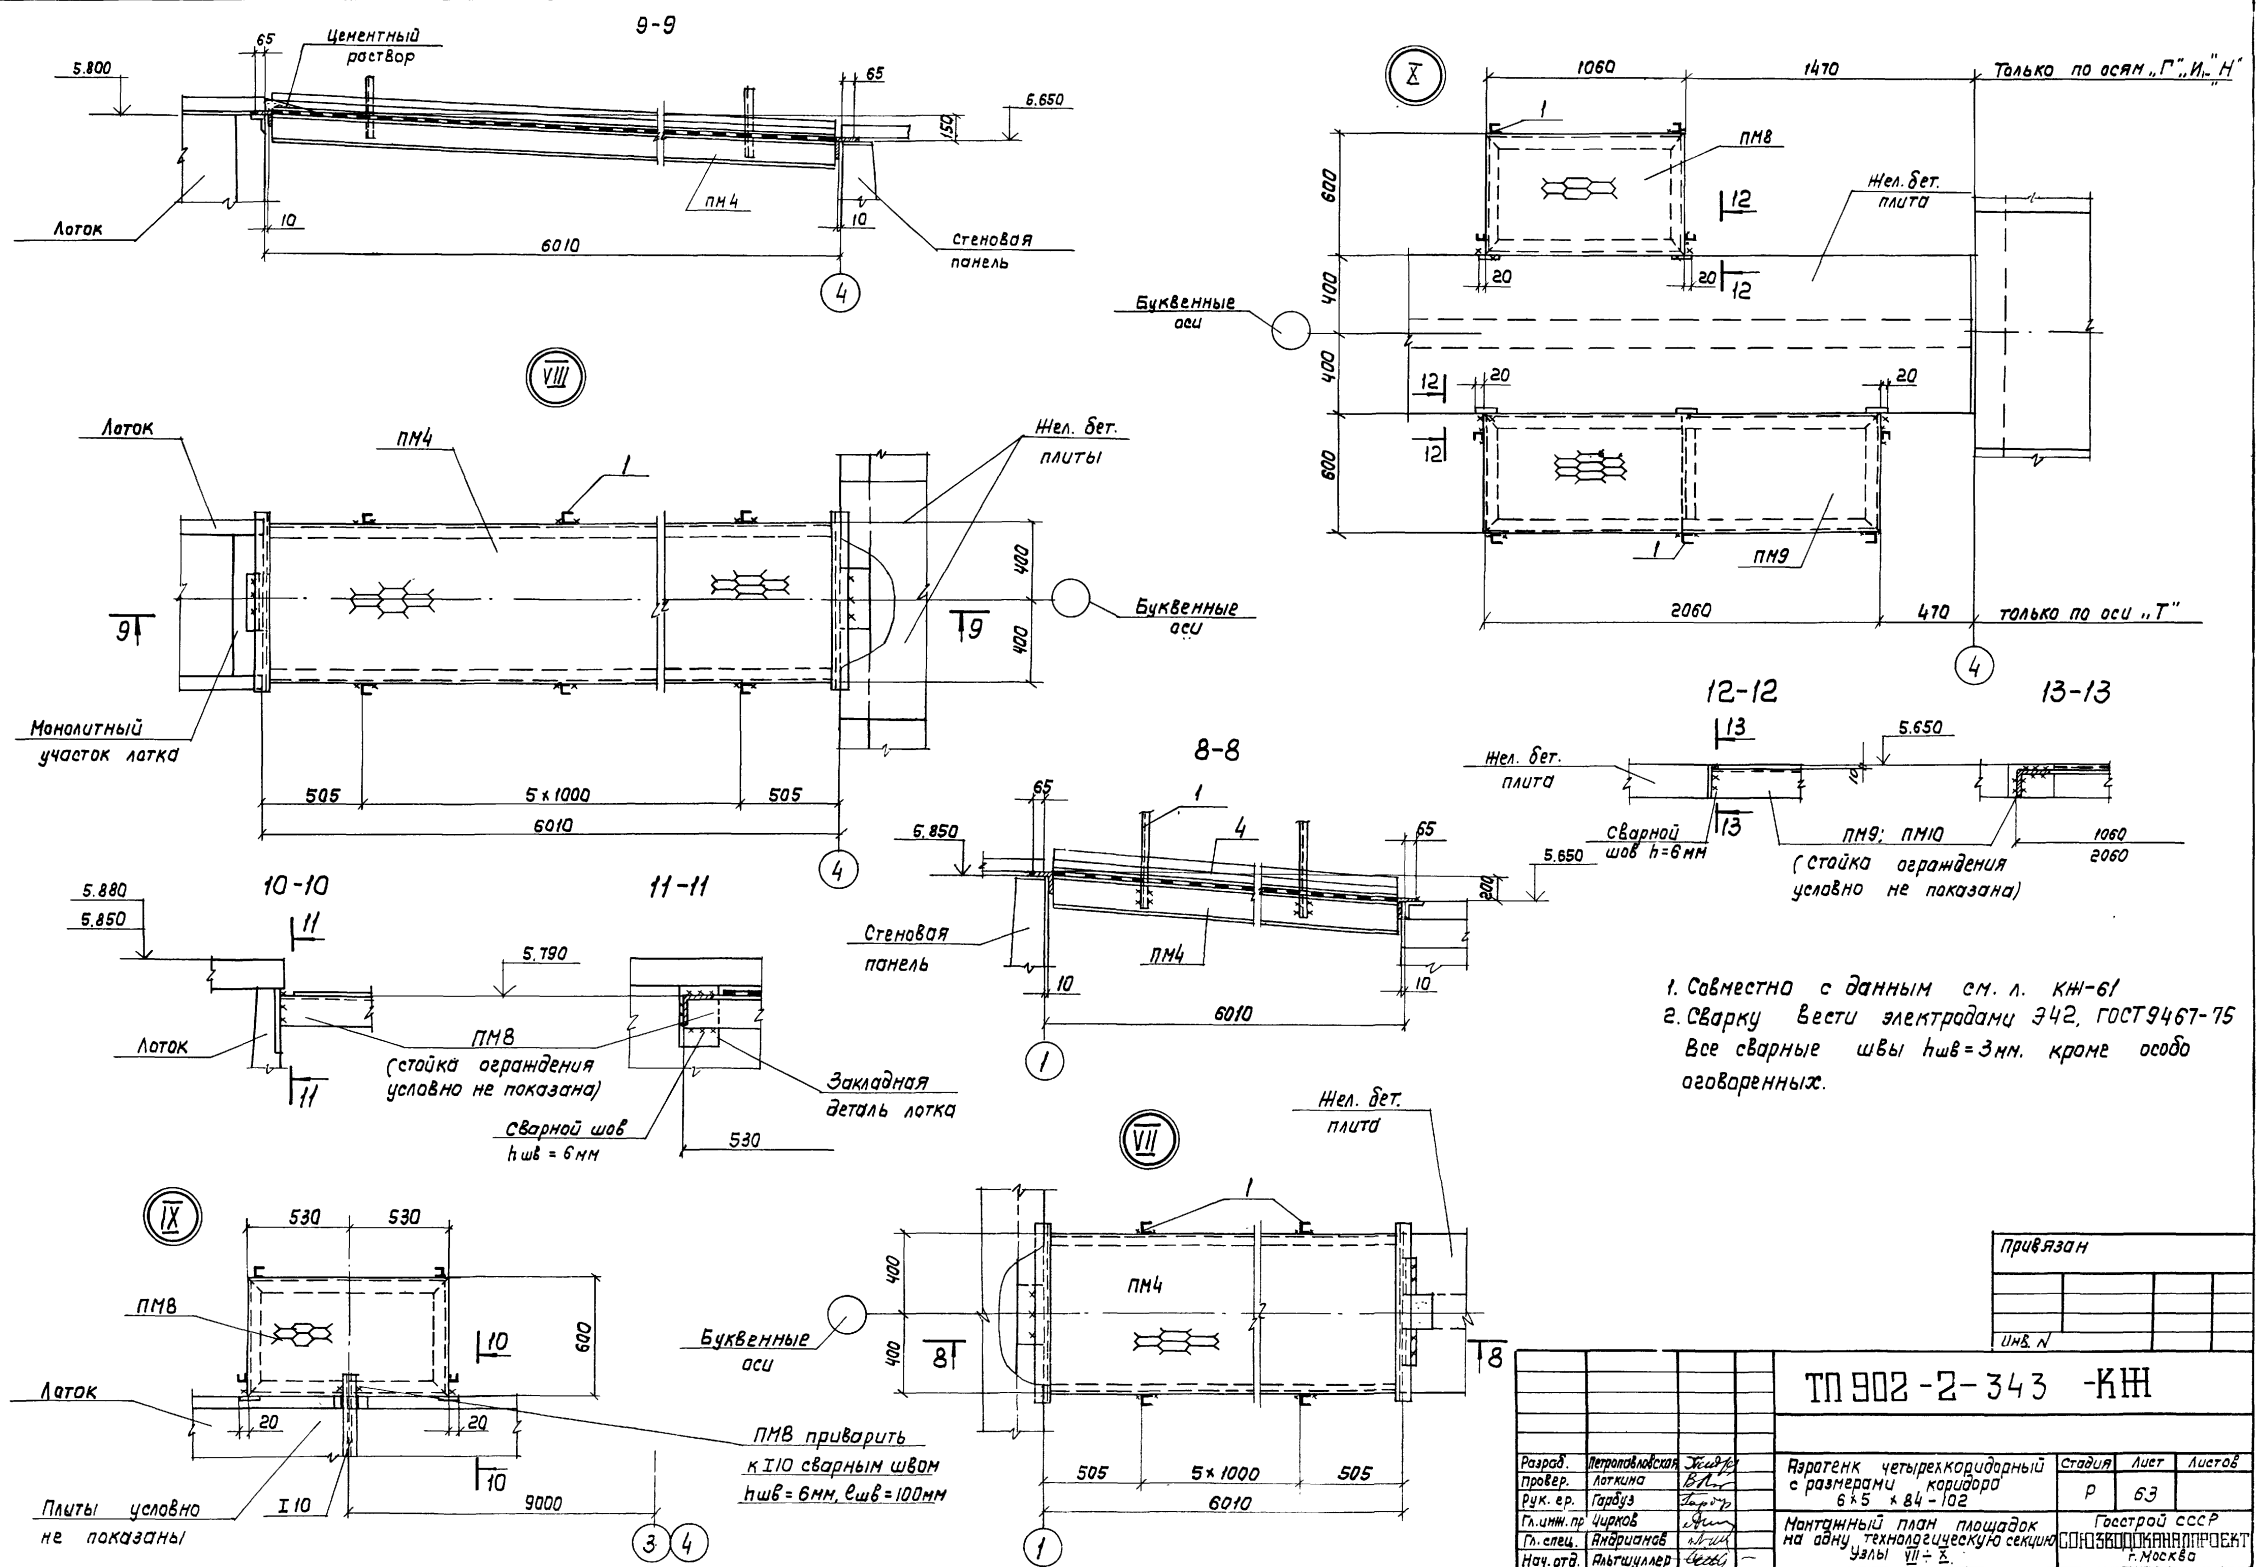 9-9
65
Цементный
раствор
5.800
65
5.650
150
ПМ4
Лоток
10
10
6010
Стеновая
панель
4
VIII
Лоток
ПМ4
1
Жел. бет.
плиты
400
400
9
9
Буквенные
оси
Монолитный
участок лотка
505
5×1000
505
6010
4
X
1060
1470
Только по осям „Г", „И", „Н"
1
ПМ8
600
12
Жел. бет.
плита
20
20
12
400
Буквенные
оси
400
12
20
20
12
600
1
ПМ9
2060
470
только по оси „Т"
4
12-12
13-13
13
5.650
Жел. бет.
плита
10
13
Сварной
шов h=6мм
ПМ9; ПМ10
(стойка ограждения
условно не показана)
1060
2060
8-8
65
1
5.850
4
65
5.650
200
Стеновая
панель
ПМ4
10
10
6010
1
10-10
11-11
5.880
5.850
11
5.790
Лоток
ПМ8
(стойка ограждения
условно не показана)
11
Закладная
деталь лотка
Сварной шов
hшв = 6мм
530
1. Совместно с данным см. л. КЖ-61
2. Сварку вести электродами Э42, ГОСТ 9467-75
Все сварные швы hшв=3мм. кроме особо
оговоренных.
VII
Жел. бет.
плита
1
400
ПМ4
Буквенные
оси
400
8
8
505
5×1000
505
6010
1
IX
530
530
ПМ8
600
10
Лоток
20
20
10
ПМ8 приварить
к I10 сварным швом
hшв=6мм, ℓшв=100мм
Плиты условно
не показаны
I10
9000
3
4
Привязан
Инв. N
ТП 902-2-343 -КЖ
Разраб. Петропавловская
Провер. Лоткина
Рук. гр. Гарбуз
Гл.инж.пр Чирков
Гл.спец. Андрианов
Нач.отд. Альтшуллер
Аэротенк четырехкоридорный
с размерами коридора
6×5 ×84-102
Стадия Лист Листов
Р 63
Монтажный план площадок
на одну технологическую секцию
Узлы VII÷X.
Госстрой СССР
СОЮЗВОДОКАНАЛПРОЕКТ
г.Москва